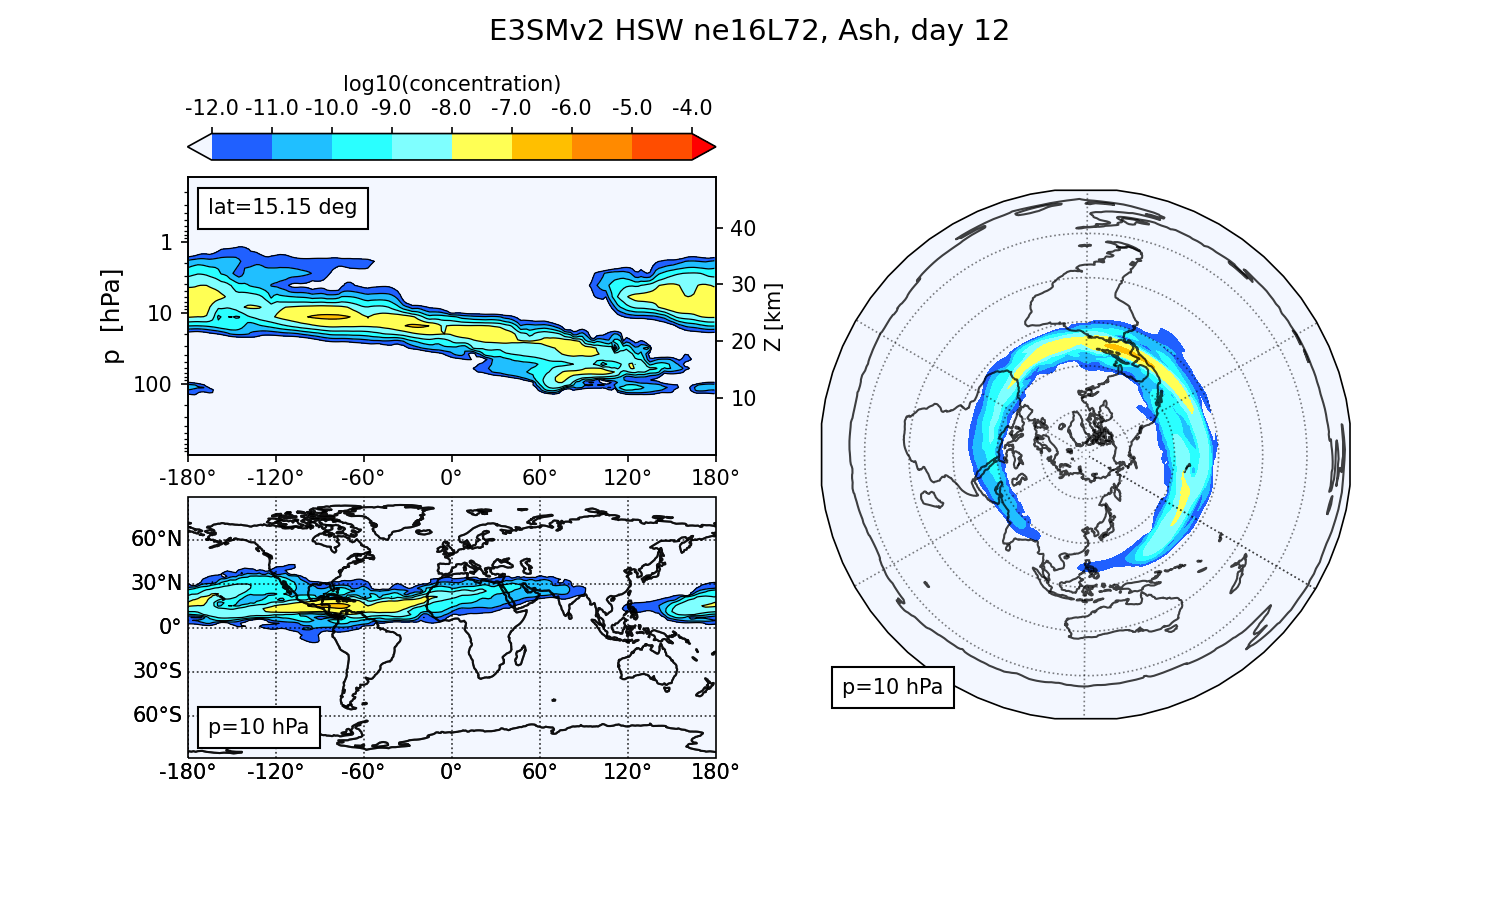 E3SMv2 HSW ne16L72, Ash, day 12
log10(concentration)
-12.0 -11.0 -10.0 -9.0 -8.0 -7.0 -6.0 -5.0 -4.0
lat=15.15 deg
p [hPa]
1
10
100
40
30
20
10
Z [km]
-180° -120° -60° 0° 60° 120° 180°
60°N
30°N
0°
30°S
60°S
p=10 hPa
-180° -120° -60° 0° 60° 120° 180°
p=10 hPa